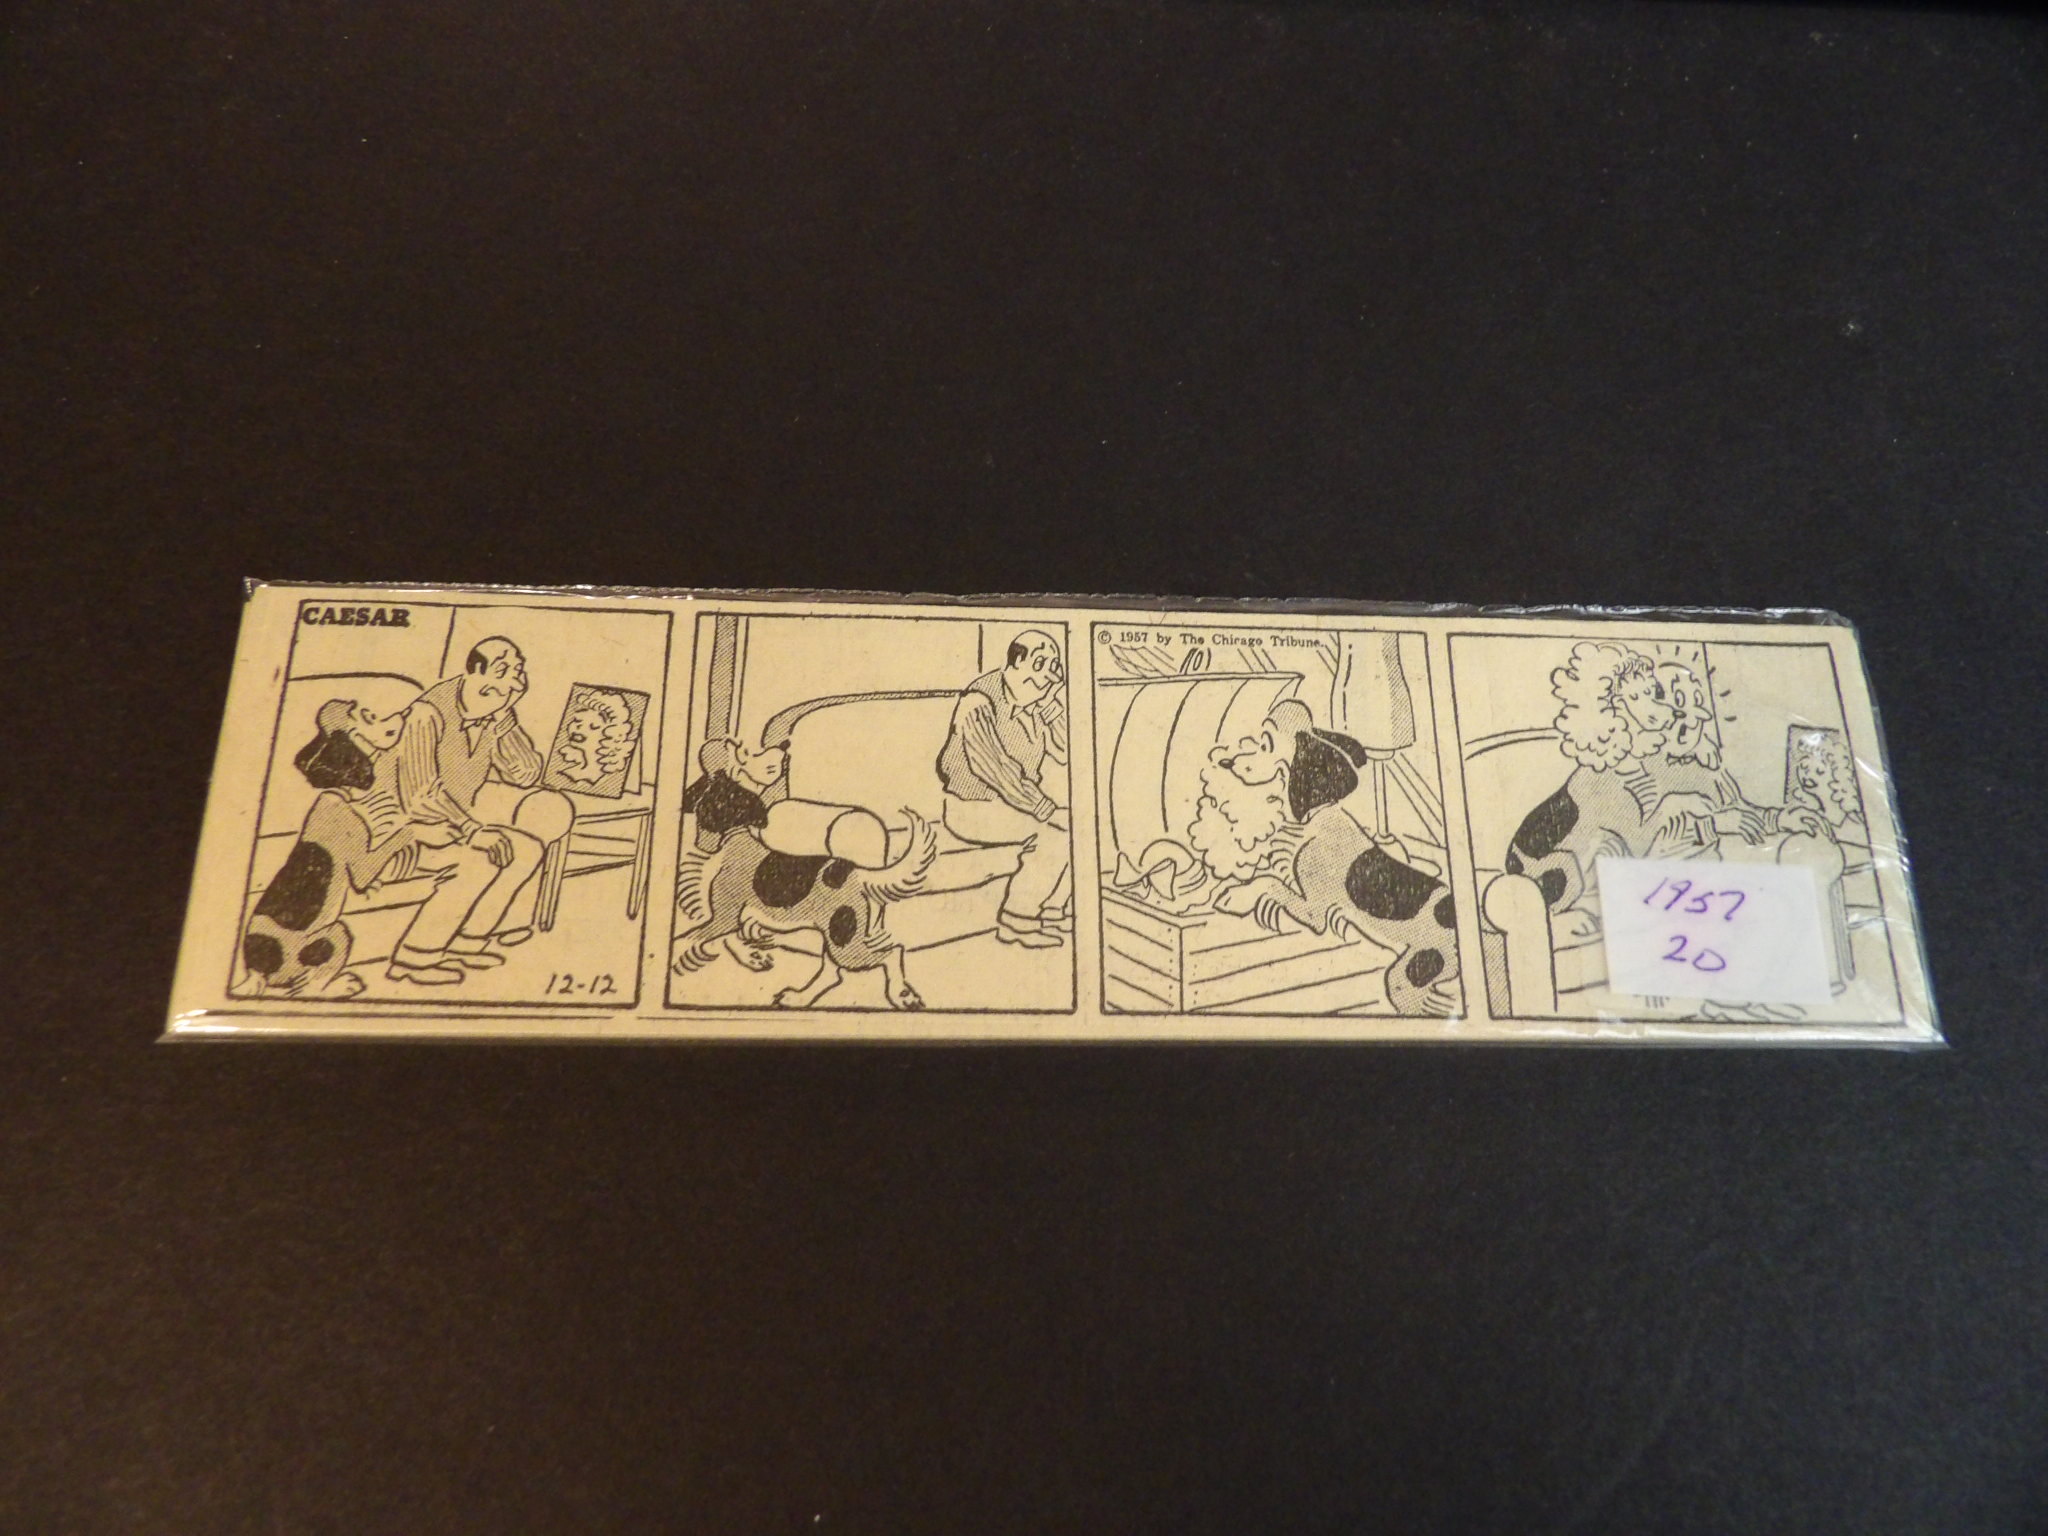 CAESAR
12-12
© 1957 by The Chicago Tribune.
1957
20